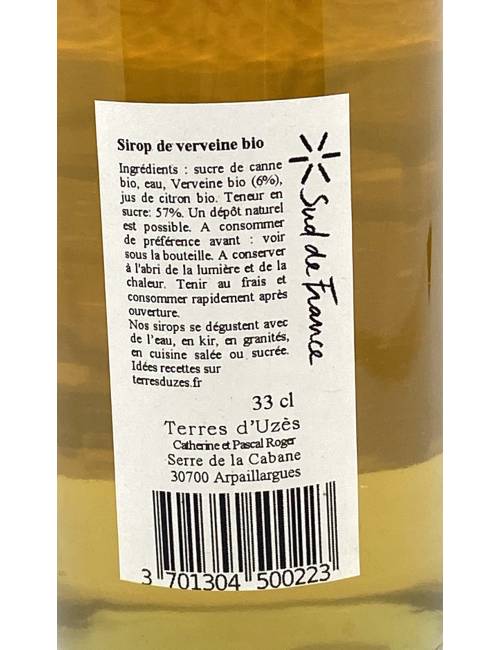 Sirop de verveine bio
Ingrédients : sucre de canne
bio, eau, Verveine bio (6%),
jus de citron bio. Teneur en
sucre: 57%. Un dépôt naturel
est possible. A consommer
de préférence avant : voir
sous la bouteille. A conserver
à l'abri de la lumière et de la
chaleur. Tenir au frais et
consommer rapidement après
ouverture.
Nos sirops se dégustent avec
de l'eau, en kir, en granités,
en cuisine salée ou sucrée.
Idées recettes sur
terresduzes.fr
Sud de France
33 cl
Terres d'Uzès
Catherine et Pascal Roger
Serre de la Cabane
30700 Arpaillargues
3 701304 500223